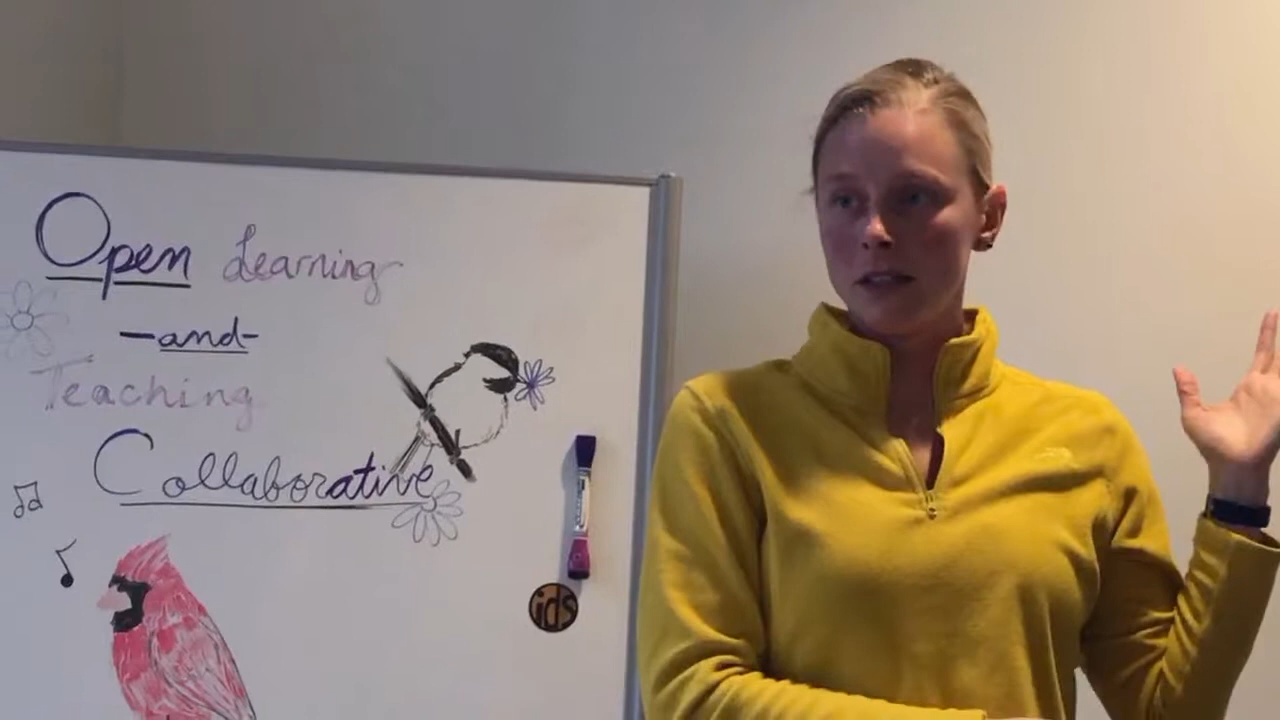 Open Learning
-and-
Teaching
Collaborative
ids